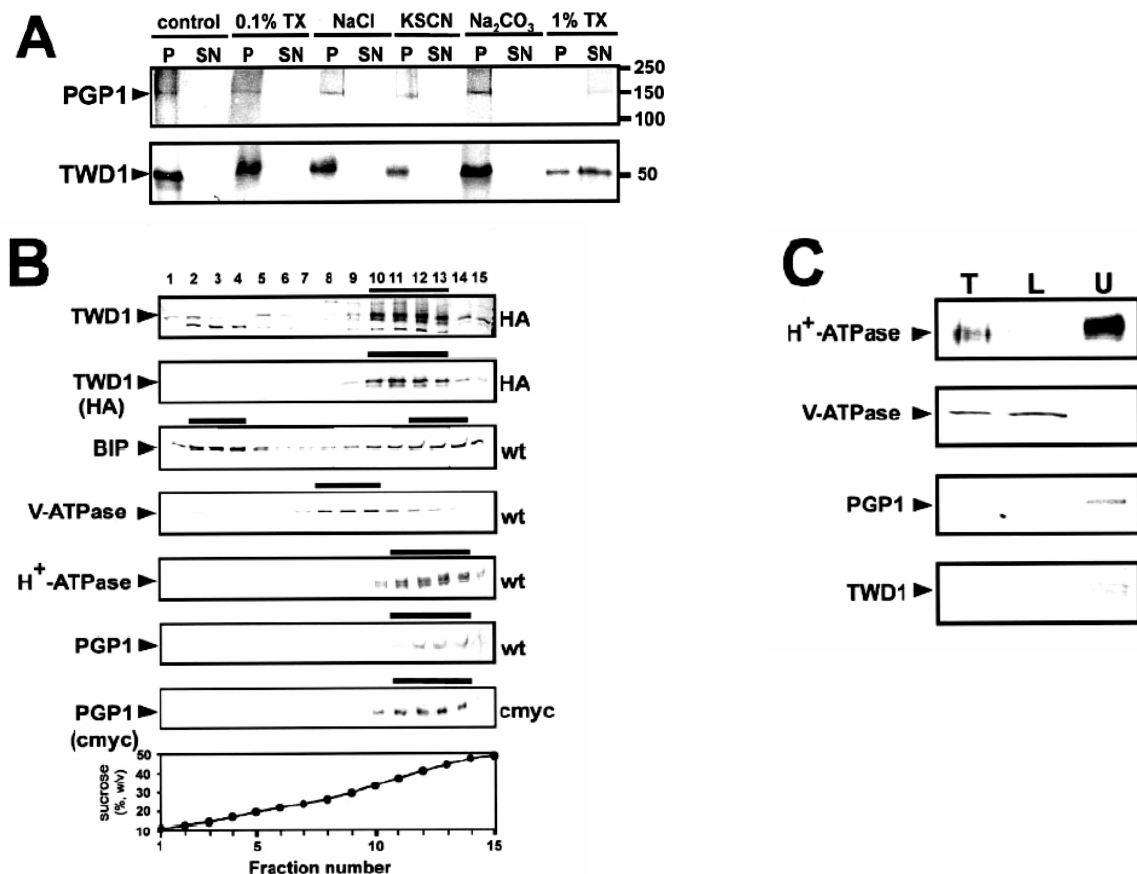 A
control 0.1% TX NaCl KSCN Na2CO3 1% TX
P SN P SN P SN P SN P SN P SN
PGP1
250
150
100
TWD1
50
B
1 2 3 4 5 6 7 8 9 10 11 12 13 14 15
TWD1 HA
TWD1 HA
(HA)
BIP wt
V-ATPase wt
H+-ATPase wt
PGP1 wt
PGP1 cmyc
(cmyc)
sucrose
(%, w/v)
50
40
30
20
10
1 5 10 15
Fraction number
C
T L U
H+-ATPase
V-ATPase
PGP1
TWD1